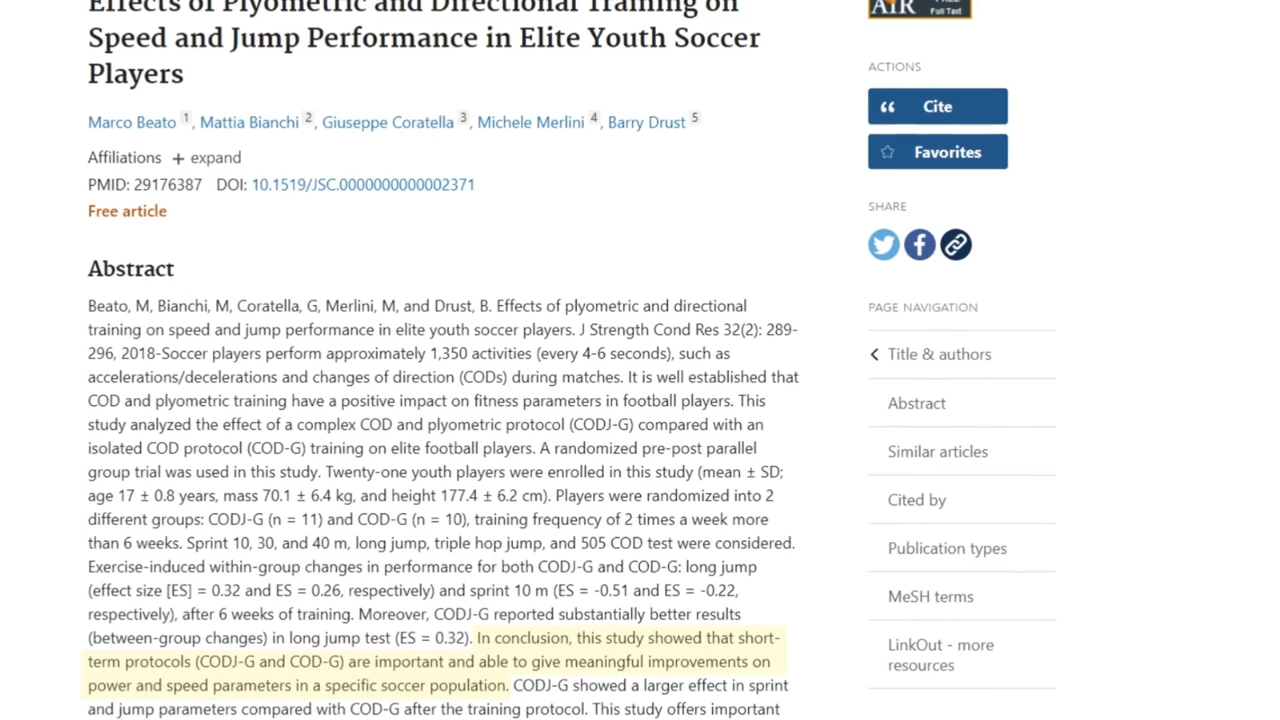 Effects of Plyometric and Directional Training on
Speed and Jump Performance in Elite Youth Soccer
Players
Marco Beato 1, Mattia Bianchi 2, Giuseppe Coratella 3, Michele Merlini 4, Barry Drust 5
Affiliations + expand
PMID: 29176387 DOI: 10.1519/JSC.0000000000002371
Free article
Abstract
Beato, M, Bianchi, M, Coratella, G, Merlini, M, and Drust, B. Effects of plyometric and directional
training on speed and jump performance in elite youth soccer players. J Strength Cond Res 32(2): 289-
296, 2018-Soccer players perform approximately 1,350 activities (every 4-6 seconds), such as
accelerations/decelerations and changes of direction (CODs) during matches. It is well established that
COD and plyometric training have a positive impact on fitness parameters in football players. This
study analyzed the effect of a complex COD and plyometric protocol (CODJ-G) compared with an
isolated COD protocol (COD-G) training on elite football players. A randomized pre-post parallel
group trial was used in this study. Twenty-one youth players were enrolled in this study (mean ± SD;
age 17 ± 0.8 years, mass 70.1 ± 6.4 kg, and height 177.4 ± 6.2 cm). Players were randomized into 2
different groups: CODJ-G (n = 11) and COD-G (n = 10), training frequency of 2 times a week more
than 6 weeks. Sprint 10, 30, and 40 m, long jump, triple hop jump, and 505 COD test were considered.
Exercise-induced within-group changes in performance for both CODJ-G and COD-G: long jump
(effect size [ES] = 0.32 and ES = 0.26, respectively) and sprint 10 m (ES = -0.51 and ES = -0.22,
respectively), after 6 weeks of training. Moreover, CODJ-G reported substantially better results
(between-group changes) in long jump test (ES = 0.32). In conclusion, this study showed that short-
term protocols (CODJ-G and COD-G) are important and able to give meaningful improvements on
power and speed parameters in a specific soccer population. CODJ-G showed a larger effect in sprint
and jump parameters compared with COD-G after the training protocol. This study offers important
AIR
Full Text
ACTIONS
Cite
Favorites
SHARE
PAGE NAVIGATION
Title & authors
Abstract
Similar articles
Cited by
Publication types
MeSH terms
LinkOut - more
resources